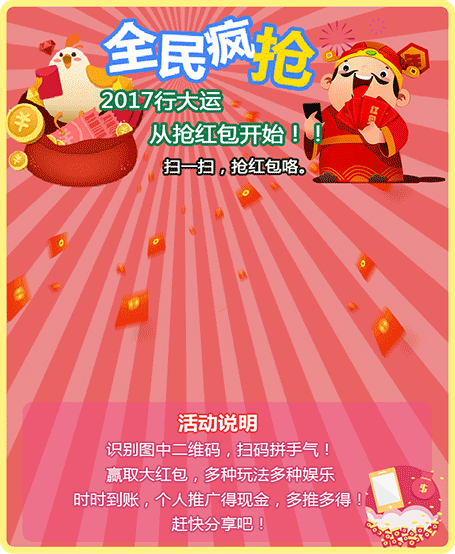 全民疯抢
2017行大运
从抢红包开始！！
扫一扫，抢红包咯。
活动说明
识别图中二维码，扫码拼手气！
赢取大红包，多种玩法多种娱乐
时时到账，个人推广得现金，多推多得！
赶快分享吧！